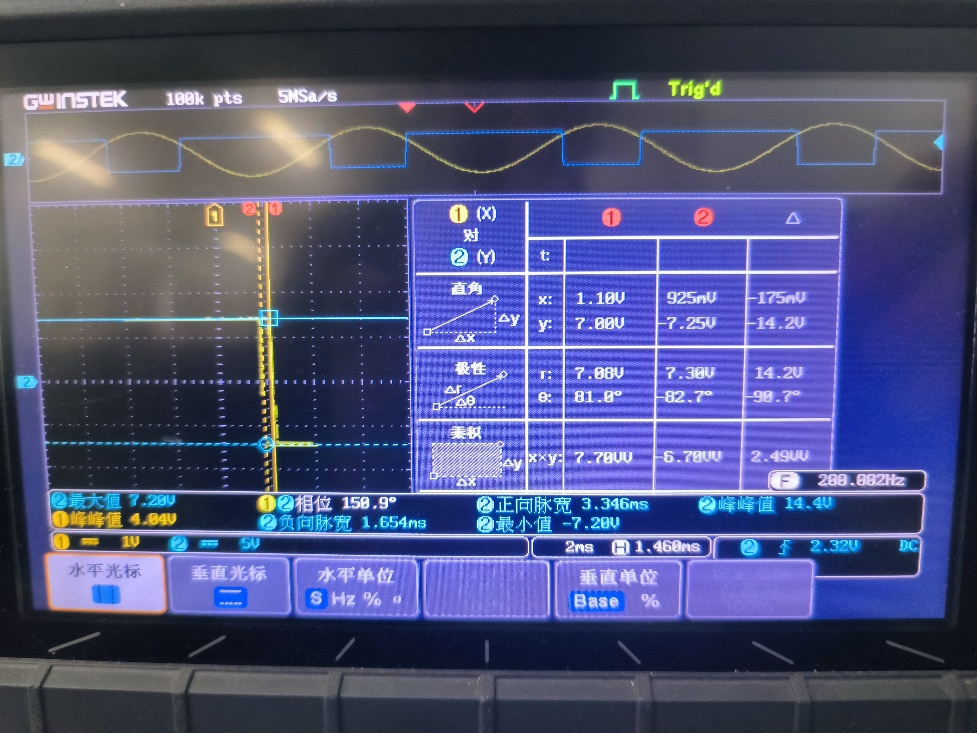 GWINSTEK 100k pts 5MSa/s Trig'd
2
1 2 1
1 (X) 对 2 (Y) 1 2 △
t:
直角 △y △x
x: 1.10V 925mV -175mV
y: 7.00V -7.25V -14.2V
2
极性 △r △θ
r: 7.08V 7.30V 14.2V
θ: 81.0° -82.7° -90.7°
乘积 △y △x
x×y: 7.70VV -6.70VV 2.49VV
F 200.002Hz
2最大值 7.20V 12相位 150.9° 2正向脉宽 3.346ms 2峰峰值 14.4V
1峰峰值 4.04V 2负向脉宽 1.654ms 2最小值 -7.20V
1 1V 2 5V 2ms H 1.460ms 2 2.32V DC
水平光标 垂直光标 水平单位 垂直单位
S Hz % ° Base %